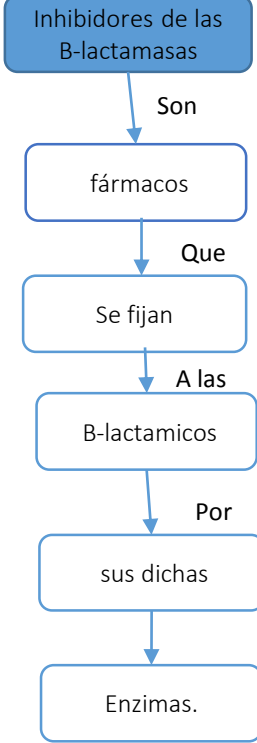 Inhibidores de las
B-lactamasas
Son
fármacos
Que
Se fijan
A las
B-lactamicos
Por
sus dichas
Enzimas.